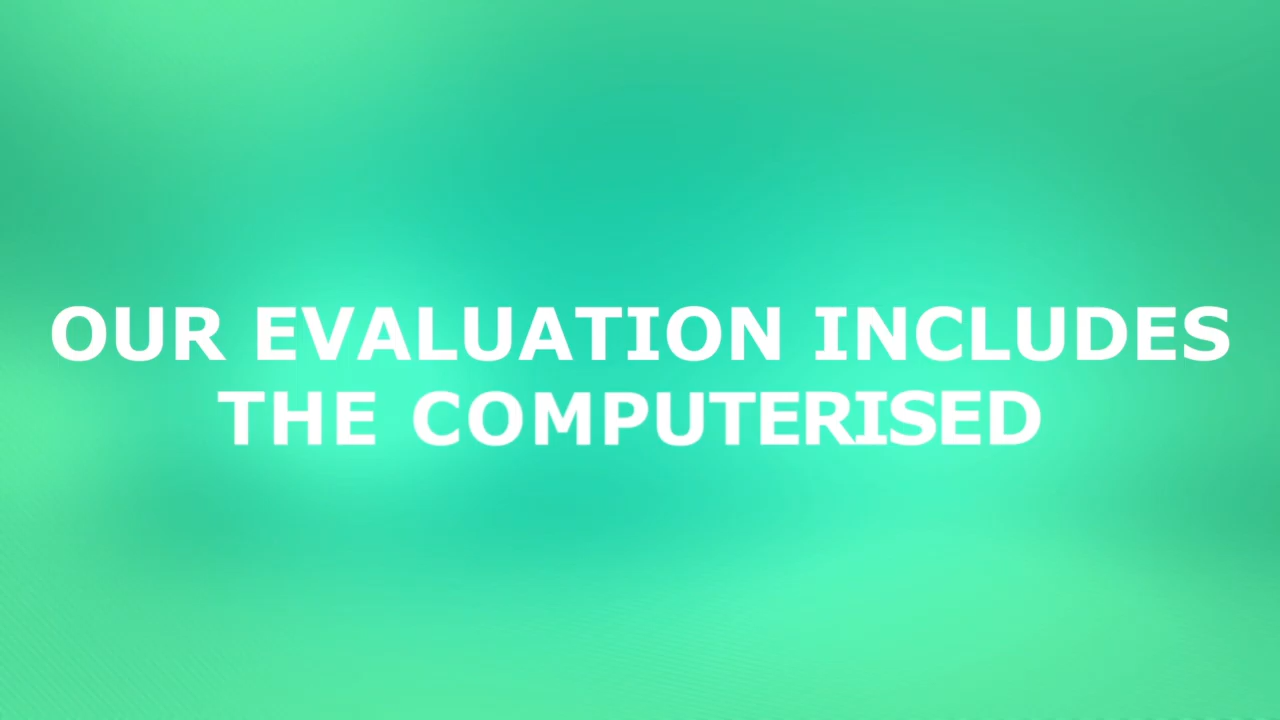 OUR EVALUATION INCLUDES
THE COMPUTERISED